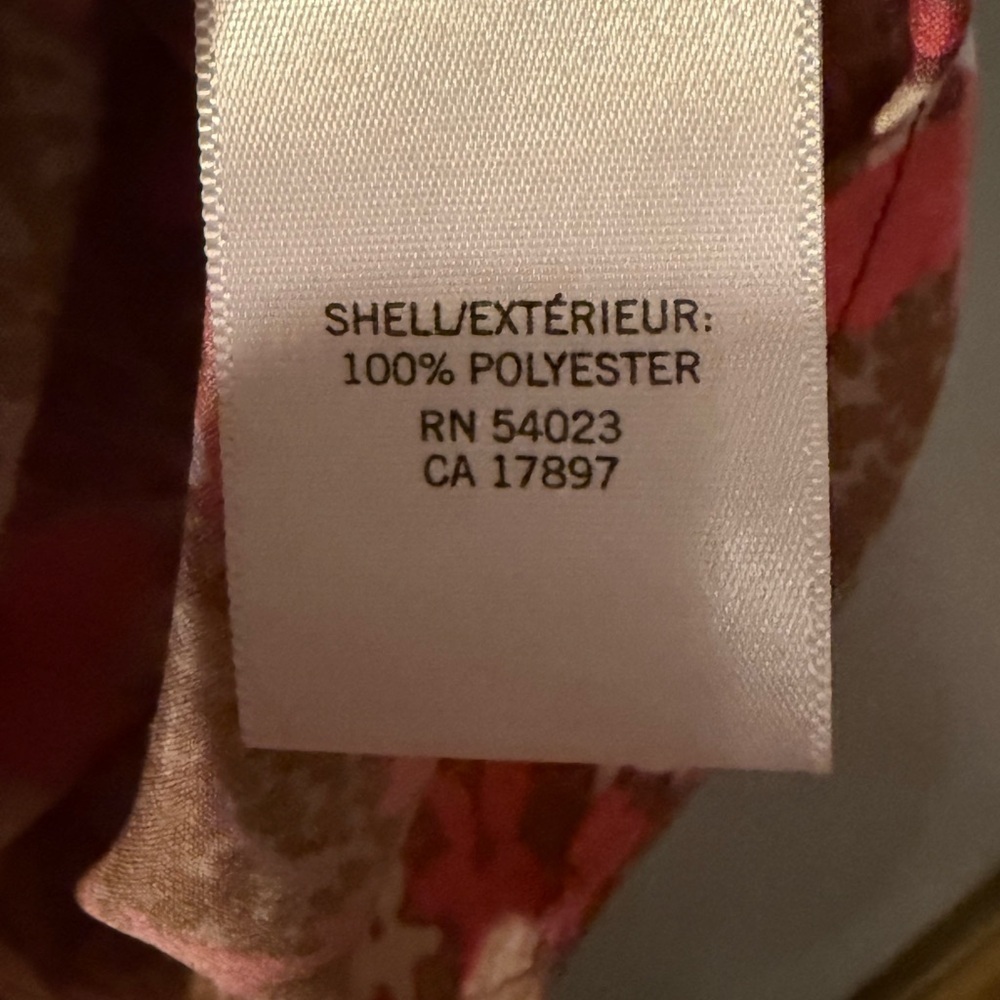 SHELL/EXTÉRIEUR:
100% POLYESTER
RN 54023
CA 17897